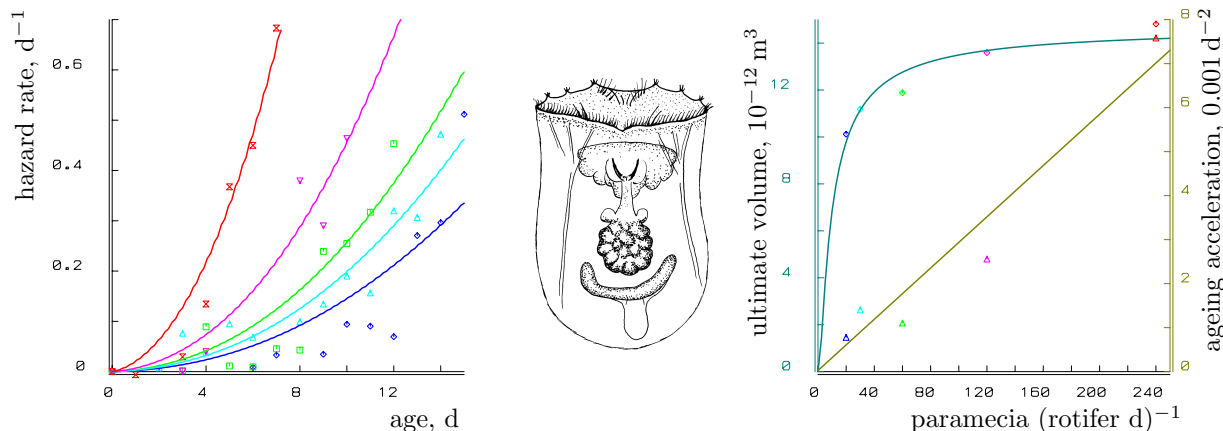 hazard rate, d⁻¹
0.6
0.4
0.2
0
0 4 8 12
age, d
ultimate volume, 10⁻¹² m³
12
8
4
0
0 40 80 120 160 200 240
paramecia (rotifer d)⁻¹
8
6
4
2
0
ageing acceleration, 0.001 d⁻²